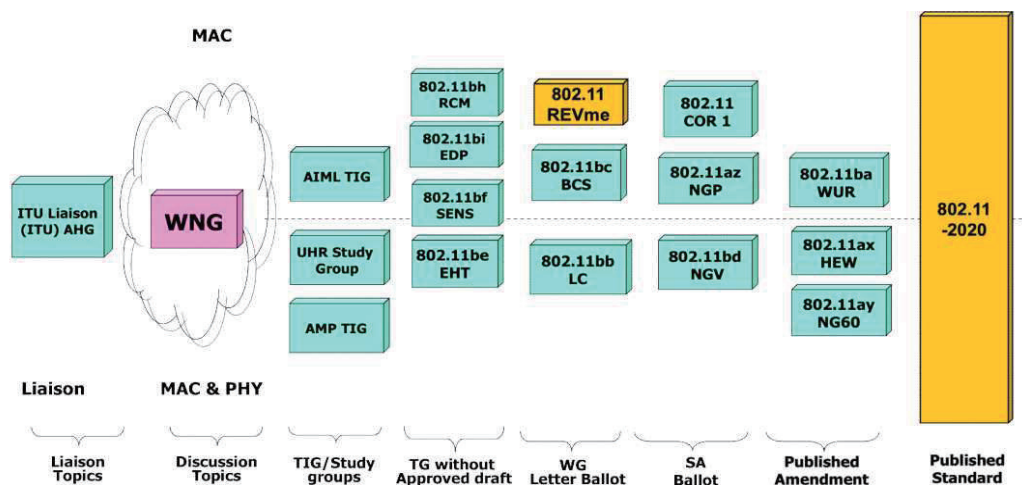 MAC
ITU Liaison
(ITU) AHG
WNG
AIML TIG
UHR Study
Group
AMP TIG
802.11bh
RCM
802.11bi
EDP
802.11bf
SENS
802.11be
EHT
802.11
REVme
802.11bc
BCS
802.11bb
LC
802.11
COR 1
802.11az
NGP
802.11bd
NGV
802.11ba
WUR
802.11ax
HEW
802.11ay
NG60
802.11
-2020
Liaison
MAC & PHY
Liaison
Topics
Discussion
Topics
TIG/Study
groups
TG without
Approved draft
WG
Letter Ballot
SA
Ballot
Published
Amendment
Published
Standard